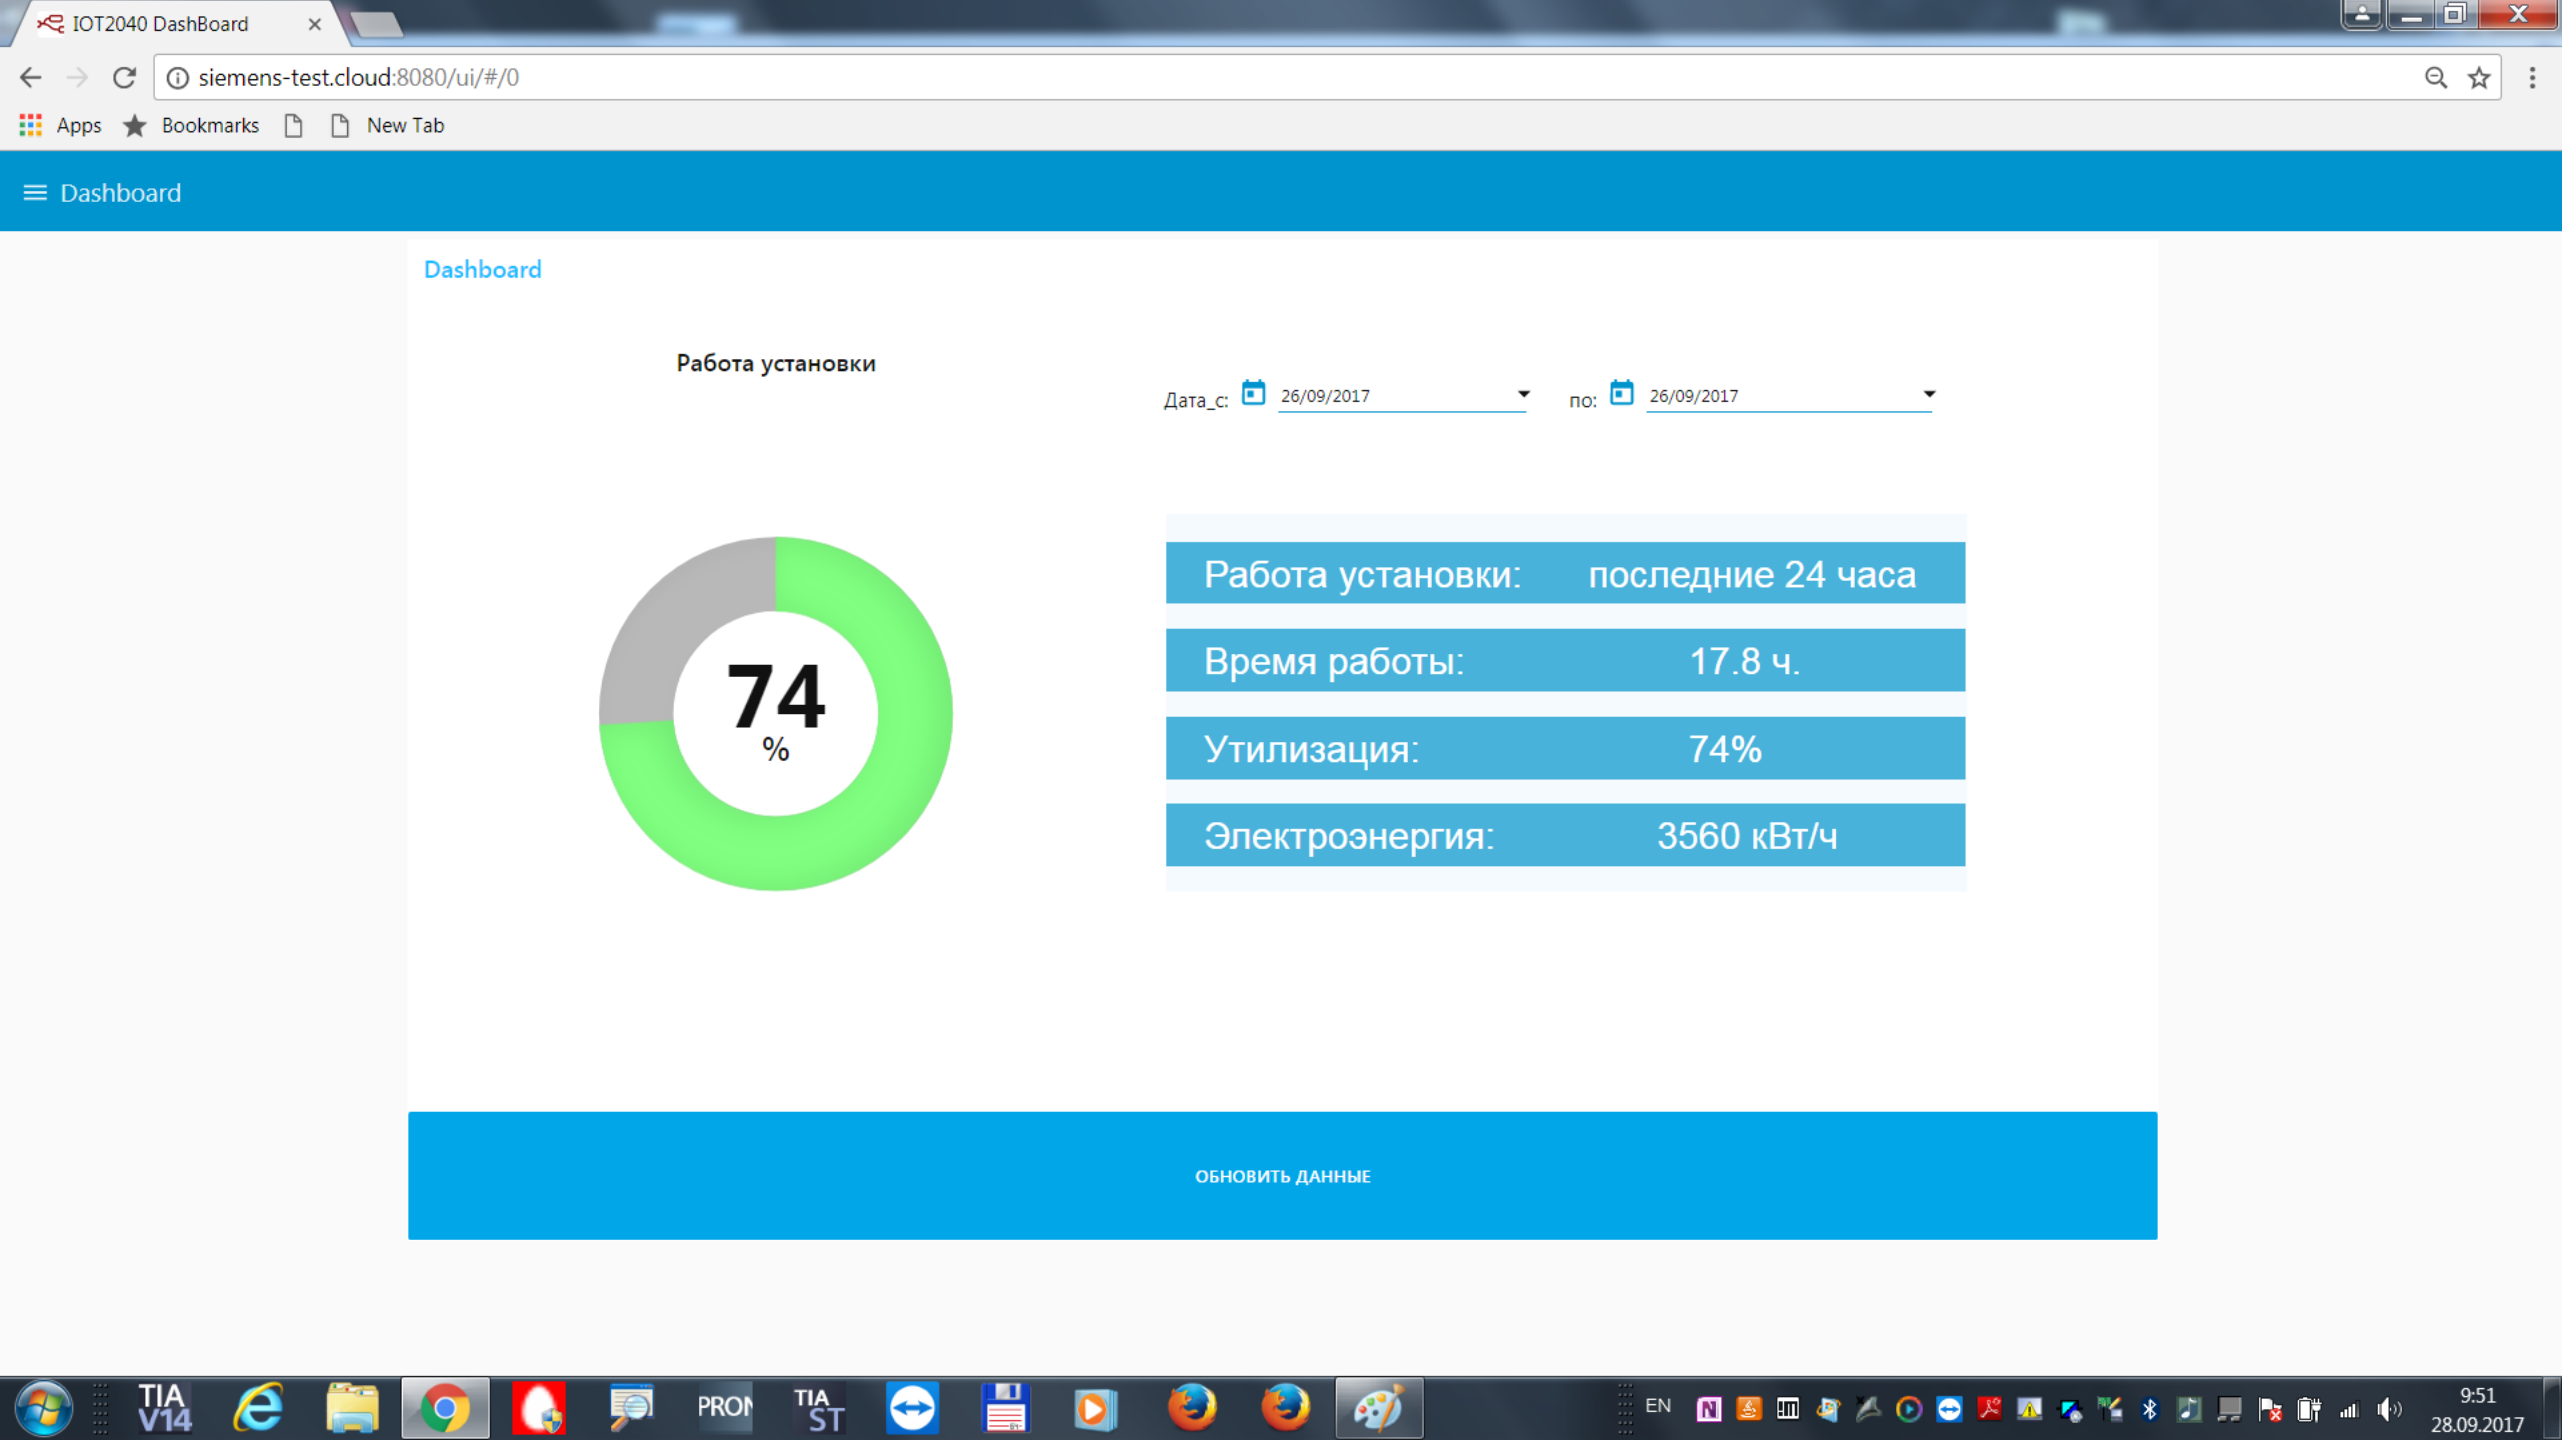 IOT2040 DashBoard
siemens-test.cloud:8080/ui/#/0
Apps Bookmarks New Tab
Dashboard
Dashboard
Работа установки
Дата_с: 26/09/2017 по: 26/09/2017
74
%
Работа установки: последние 24 часа
Время работы: 17.8 ч.
Утилизация: 74%
Электроэнергия: 3560 кВт/ч
ОБНОВИТЬ ДАННЫЕ
TIA V14
PRON
TIA ST
EN
9:51
28.09.2017